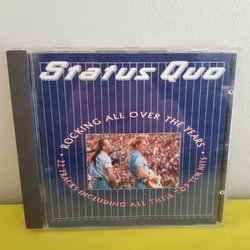 Status Quo
• ROCKING ALL OVER THE YEARS •
22 TRACKS INCLUDING ALL THEIR TOP TEN HITS